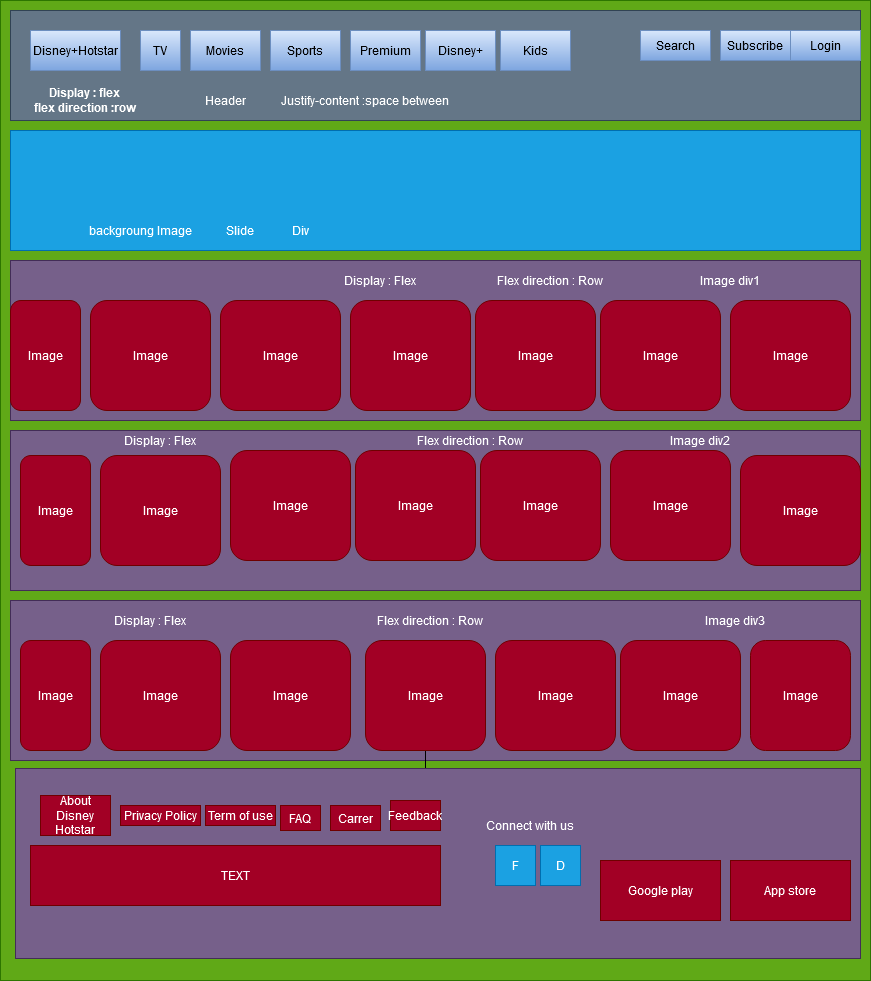 Disney+Hotstar
TV
Movies
Sports
Premium
Disney+
Kids
Search
Subscribe
Login
Display : flex
flex direction :row
Header
Justify-content :space between
backgroung Image
Slide
Div
Display : Flex
Flex direction : Row
Image div1
Image
Image
Image
Image
Image
Image
Image
Display : Flex
Flex direction : Row
Image div2
Image
Image
Image
Image
Image
Image
Image
Display : Flex
Flex direction : Row
Image div3
Image
Image
Image
Image
Image
Image
Image
About
Disney
Hotstar
Privacy Policy
Term of use
FAQ
Carrer
Feedback
Connect with us
TEXT
F
D
Google play
App store